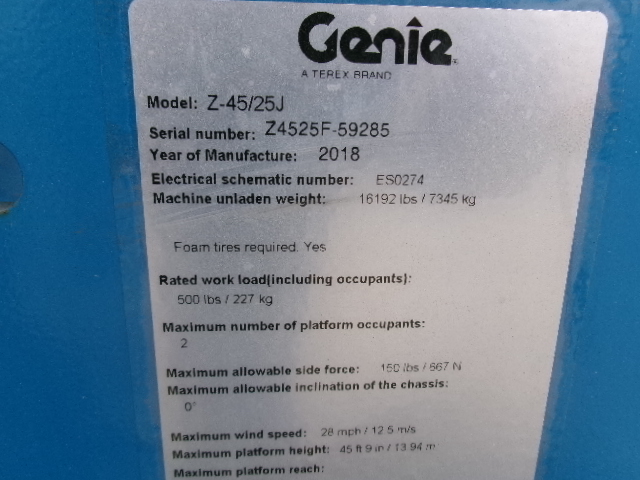 Genie
A TEREX BRAND
Model: Z-45/25J
Serial number: Z4525F-59285
Year of Manufacture: 2018
Electrical schematic number: ES0274
Machine unladen weight: 16192 lbs / 7345 kg
Foam tires required. Yes
Rated work load(including occupants):
500 lbs / 227 kg
Maximum number of platform occupants:
2
Maximum allowable side force: 150 lbs / 667 N
Maximum allowable inclination of the chassis:
0°
Maximum wind speed: 28 mph / 12.5 m/s
Maximum platform height: 45 ft 9 in / 13.94 m
Maximum platform reach: